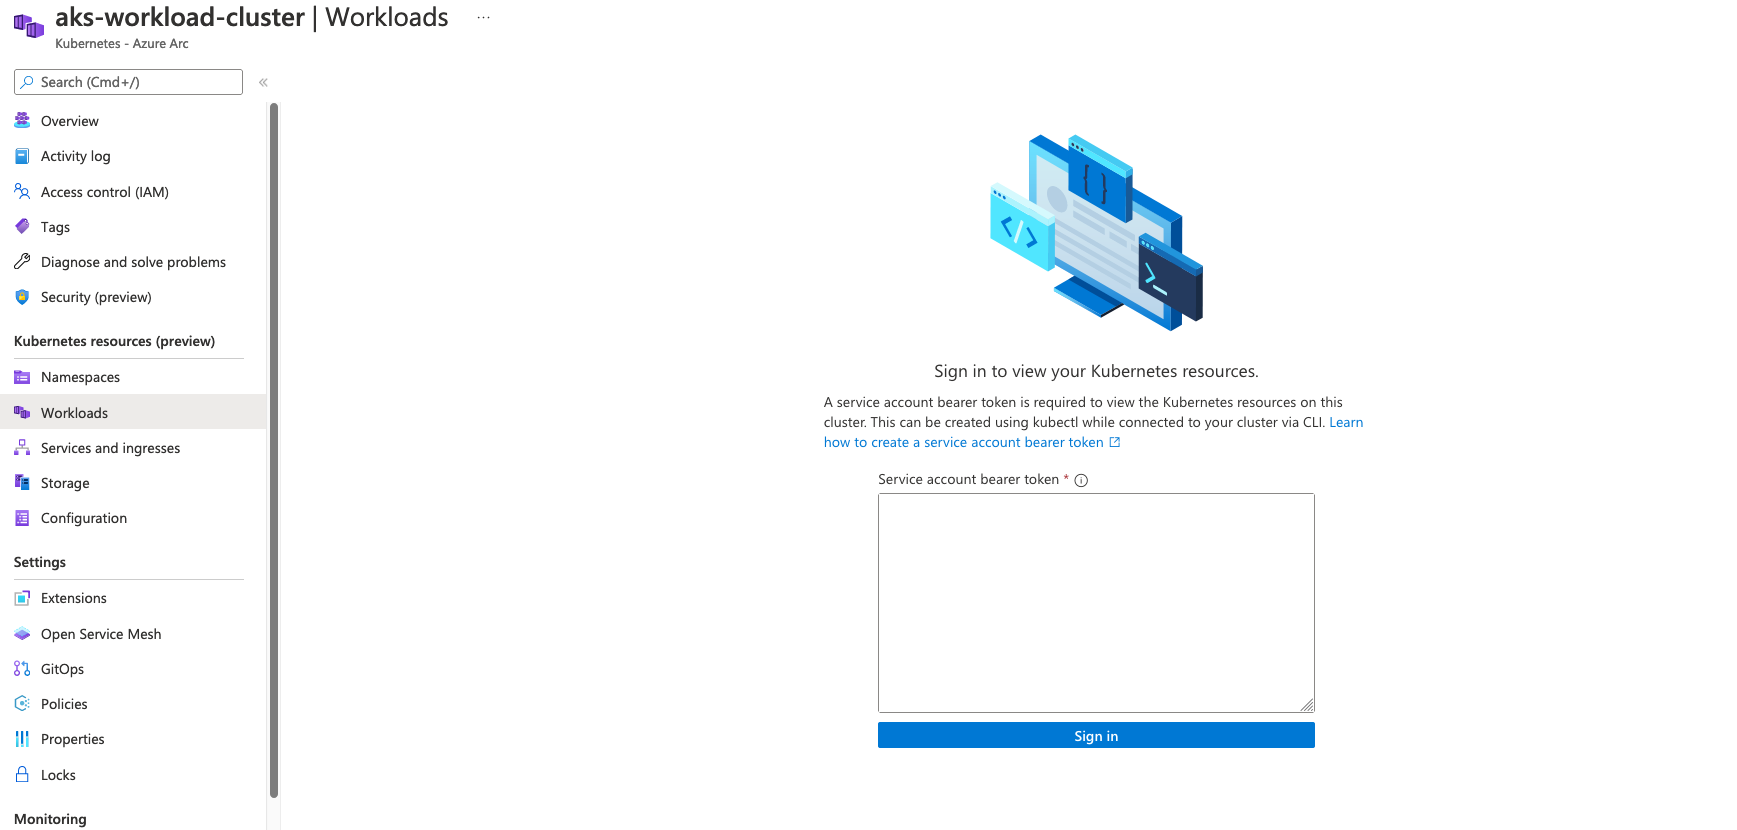 aks-workload-cluster | Workloads ...
Kubernetes - Azure Arc
Search (Cmd+/)
«
Overview
Activity log
Access control (IAM)
Tags
Diagnose and solve problems
Security (preview)
Kubernetes resources (preview)
Namespaces
Workloads
Services and ingresses
Storage
Configuration
Settings
Extensions
Open Service Mesh
GitOps
Policies
Properties
Locks
Monitoring
{ }
</>
>_
Sign in to view your Kubernetes resources.
A service account bearer token is required to view the Kubernetes resources on this
cluster. This can be created using kubectl while connected to your cluster via CLI. Learn
how to create a service account bearer token
Service account bearer token *
Sign in